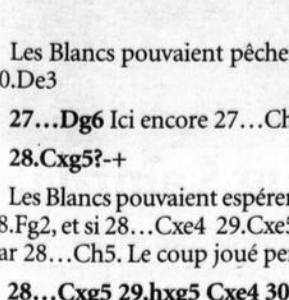 Les Blancs pouvaient pêche
0.De3
27...Dg6 Ici encore 27...Ch
28.Cxg5?-+
Les Blancs pouvaient espérer
8.Fg2, et si 28...Cxe4 29.Cxe5
ar 28...Ch5. Le coup joué per
28...Cxg5 29.hxg5 Cxe4 30